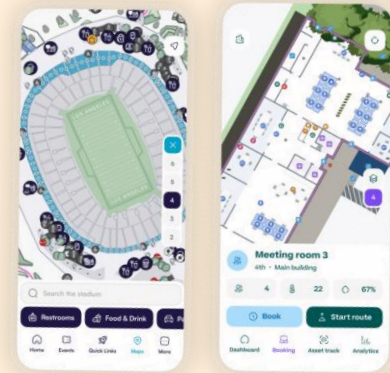 LOS ANGELES
LOS ANGELES
6
5
4
3
2
Search the stadium
Restrooms
Food & Drink
Home
Events
Quick Links
Maps
More
4
Meeting room 3
4th • Main building
4
22
67%
Book
Start route
Dashboard
Booking
Asset track
Analytics